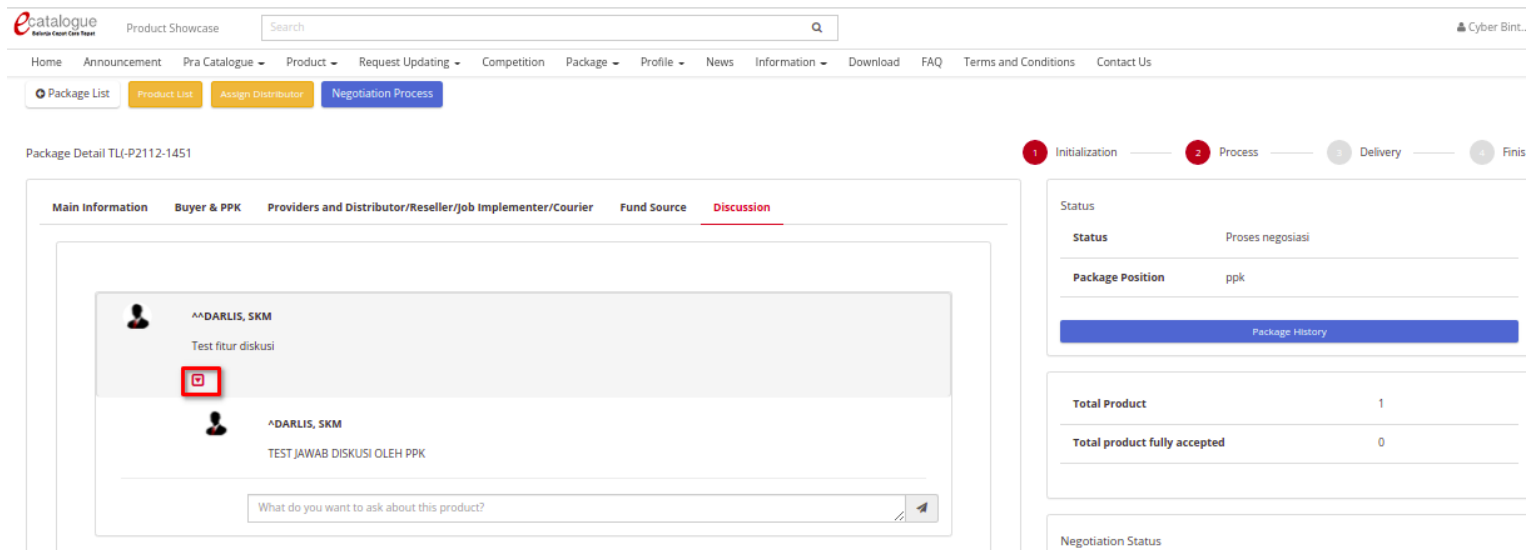 ecatalogue
Belanja Cepat Cara Tepat
Product Showcase
Search
Cyber Bint...
Home Announcement Pra Catalogue Product Request Updating Competition Package Profile News Information Download FAQ Terms and Conditions Contact Us
Package List Product List Assign Distributor Negotiation Process
Package Detail TL(-P2112-1451
1 Initialization 2 Process 3 Delivery 4 Finis
Main Information Buyer & PPK Providers and Distributor/Reseller/Job Implementer/Courier Fund Source Discussion
^^DARLIS, SKM
Test fitur diskusi
^DARLIS, SKM
TEST JAWAB DISKUSI OLEH PPK
What do you want to ask about this product?
Status
Status Proses negosiasi
Package Position ppk
Package History
Total Product 1
Total product fully accepted 0
Negotiation Status